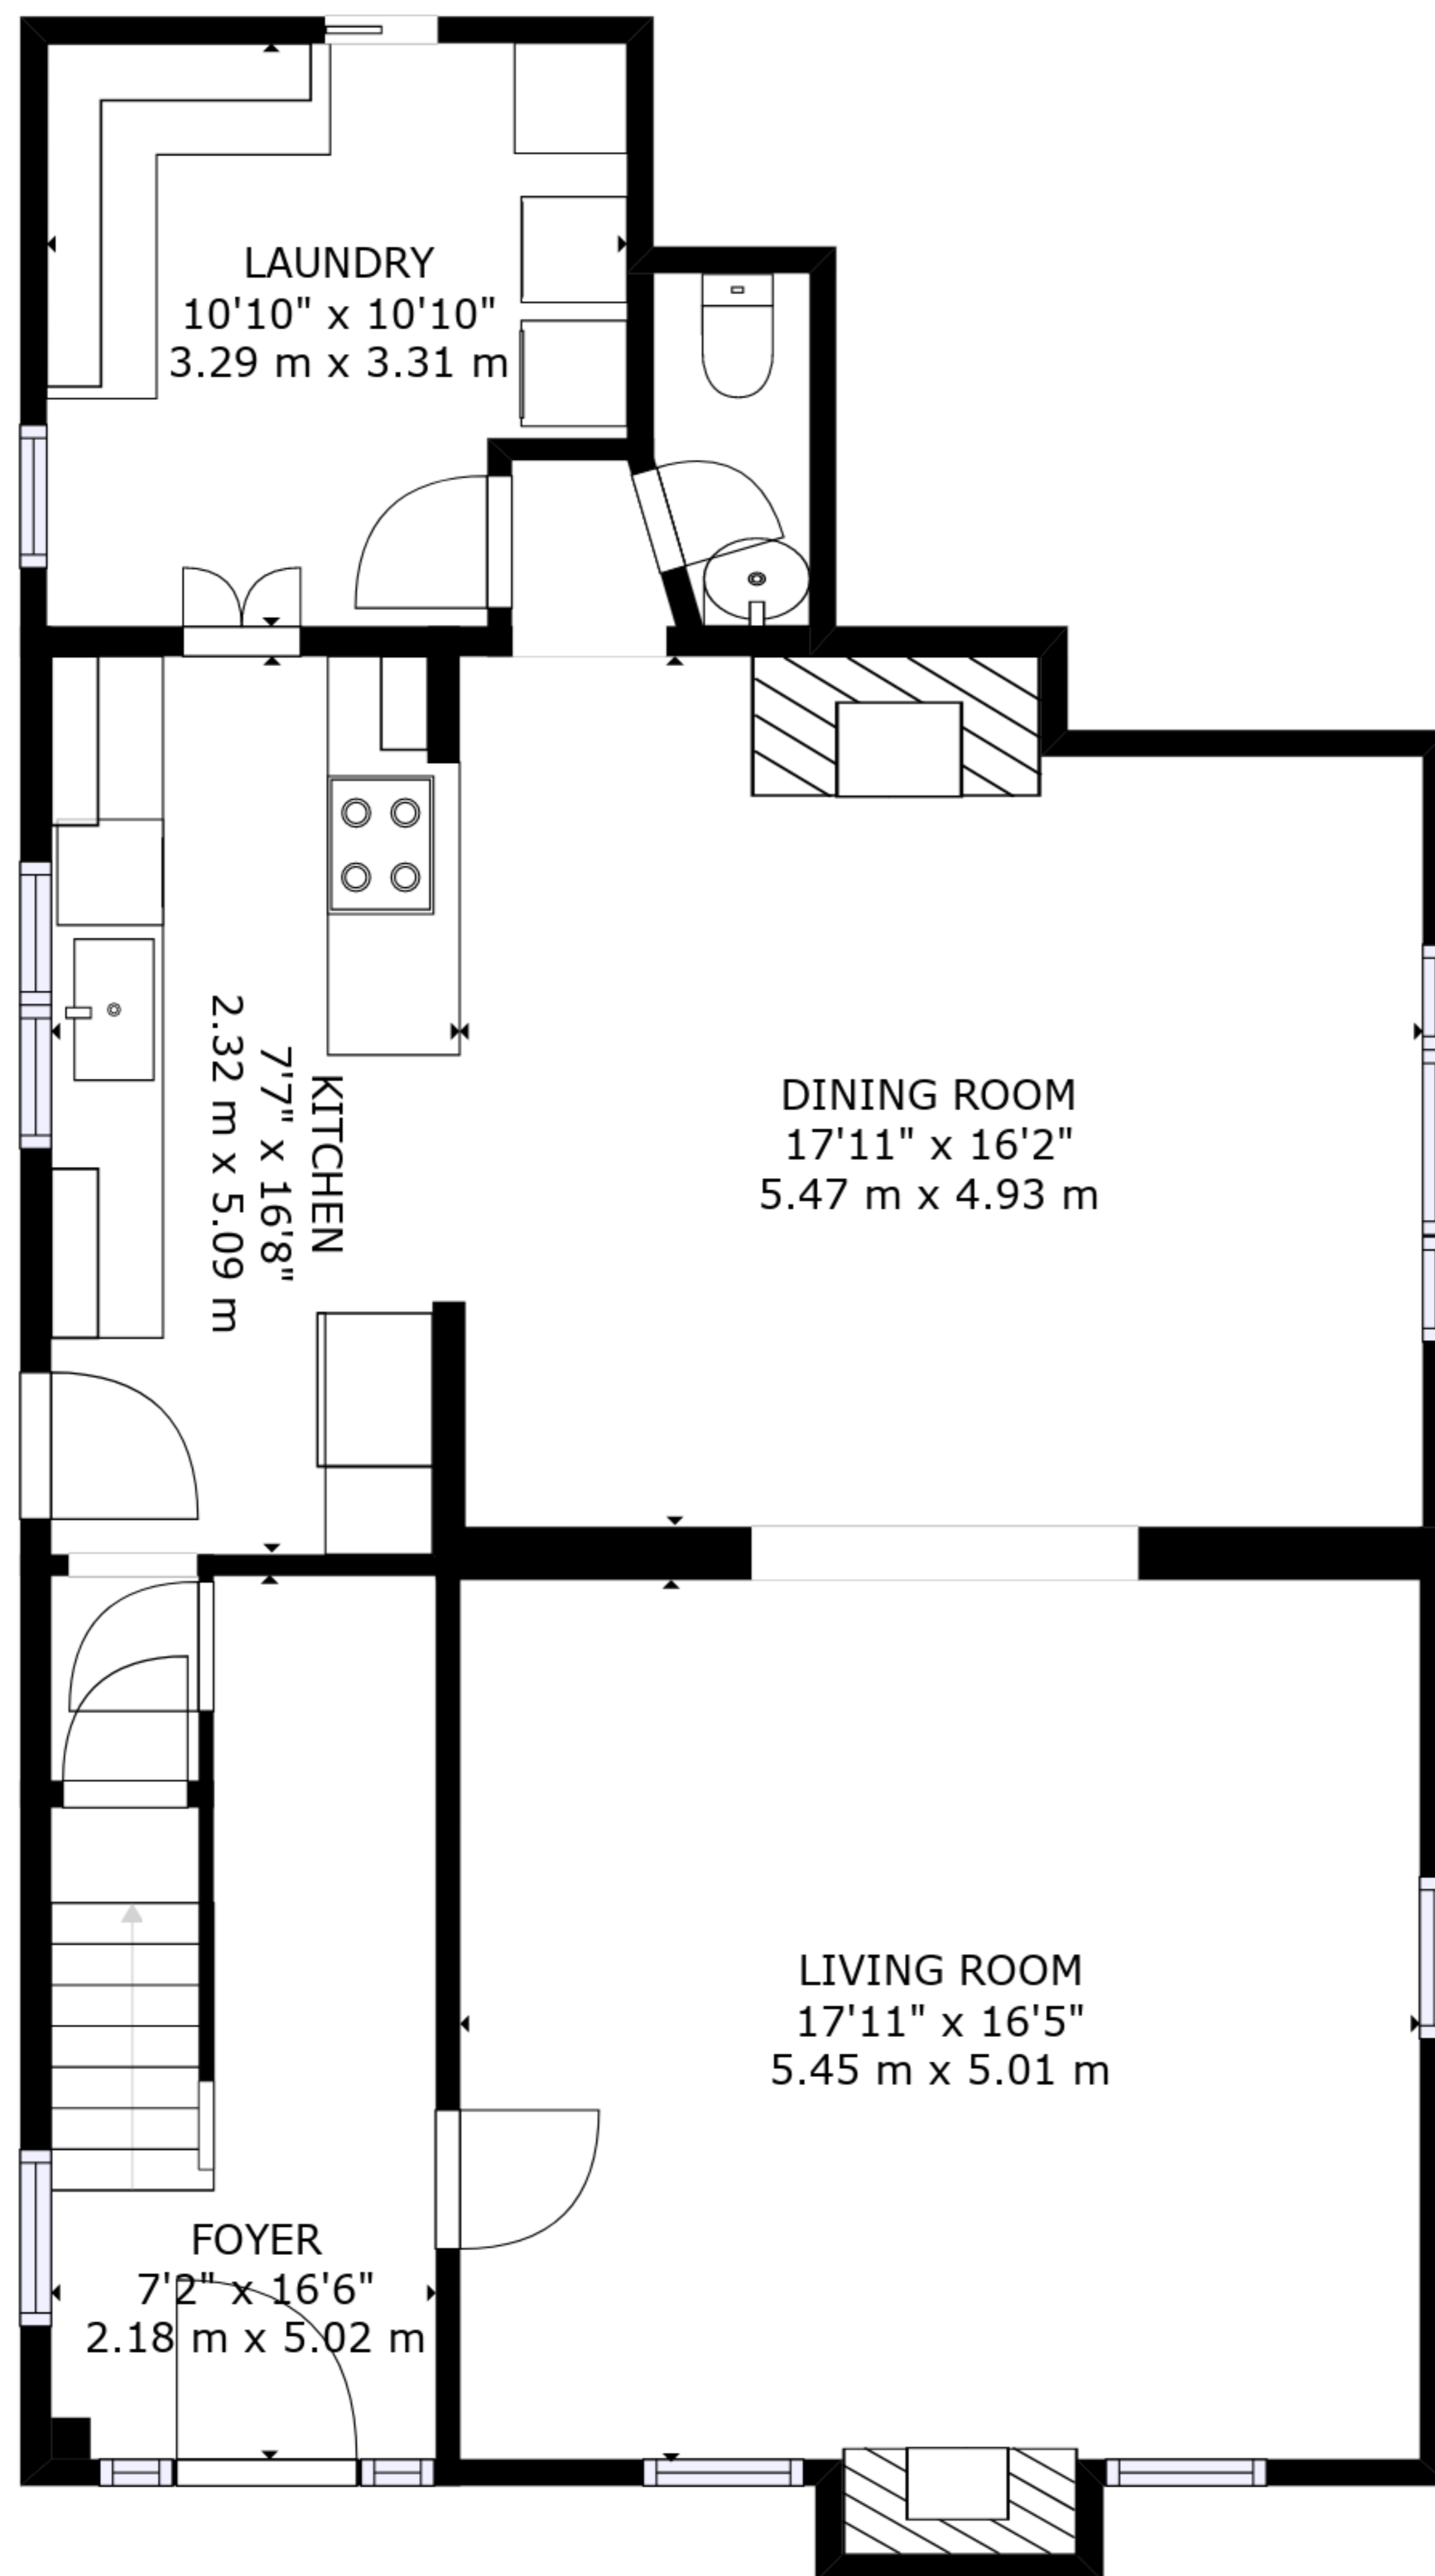 LAUNDRY
10'10" x 10'10"
3.29 m x 3.31 m
KITCHEN
7'7" x 16'8"
2.32 m x 5.09 m
DINING ROOM
17'11" x 16'2"
5.47 m x 4.93 m
LIVING ROOM
17'11" x 16'5"
5.45 m x 5.01 m
FOYER
7'2" x 16'6"
2.18 m x 5.02 m